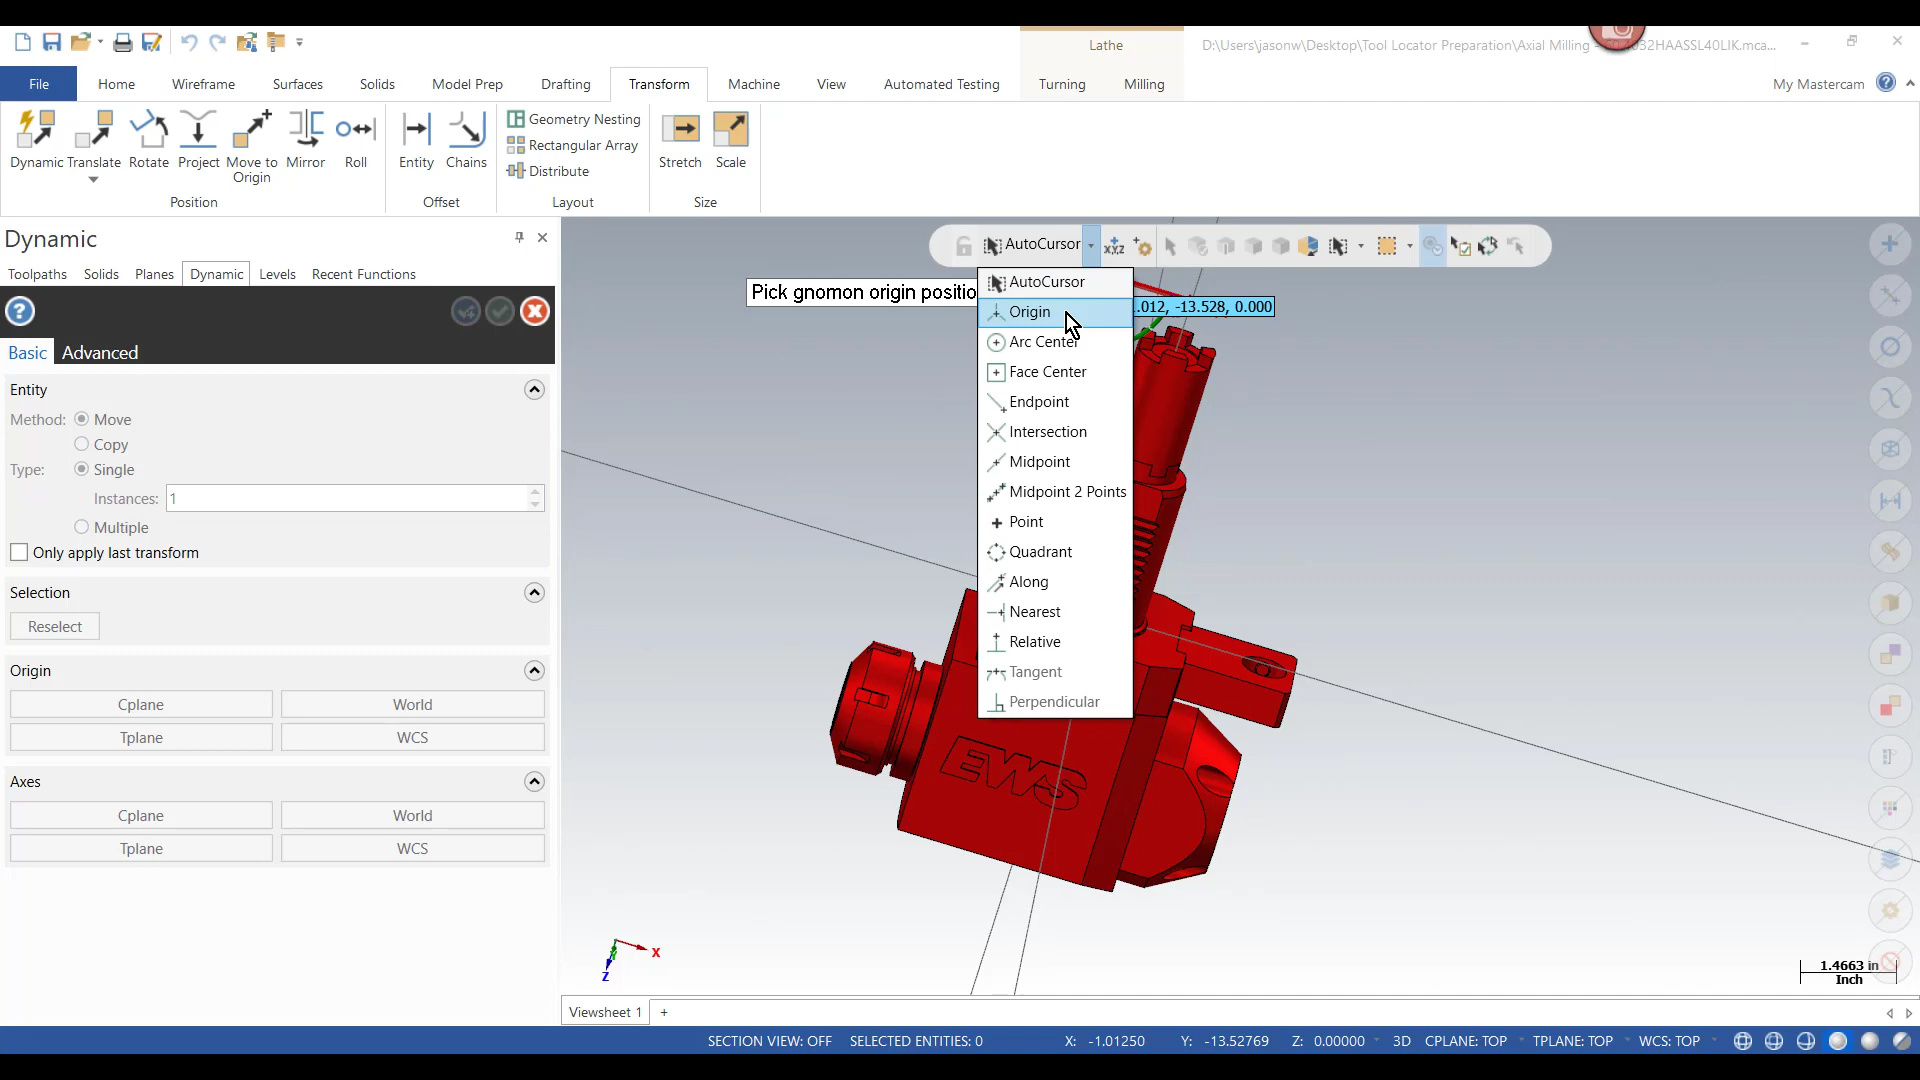 Lathe
D:\Users\jasonw\Desktop\Tool Locator Preparation\Axial Milling
32HAASSL40LIK.mca...
File
Home
Wireframe
Surfaces
Solids
Model Prep
Drafting
Transform
Machine
View
Automated Testing
Turning
Milling
My Mastercam
Dynamic
Translate
Rotate
Project
Move to
Origin
Mirror
Roll
Entity
Chains
Geometry Nesting
Rectangular Array
Distribute
Stretch
Scale
Position
Offset
Layout
Size
Dynamic
Toolpaths
Solids
Planes
Dynamic
Levels
Recent Functions
Basic
Advanced
Entity
Method:
Move
Copy
Type:
Single
Instances:
1
Multiple
Only apply last transform
Selection
Reselect
Origin
Cplane
World
Tplane
WCS
Axes
Cplane
World
Tplane
WCS
AutoCursor
XYZ
Pick gnomon origin positio
.012, -13.528, 0.000
AutoCursor
Origin
Arc Center
Face Center
Endpoint
Intersection
Midpoint
Midpoint 2 Points
Point
Quadrant
Along
Nearest
Relative
Tangent
Perpendicular
EWS
X
Y
Z
1.4663 in
Inch
Viewsheet 1
+
SECTION VIEW: OFF
SELECTED ENTITIES: 0
X: -1.01250
Y: -13.52769
Z: 0.00000
3D
CPLANE: TOP
TPLANE: TOP
WCS: TOP